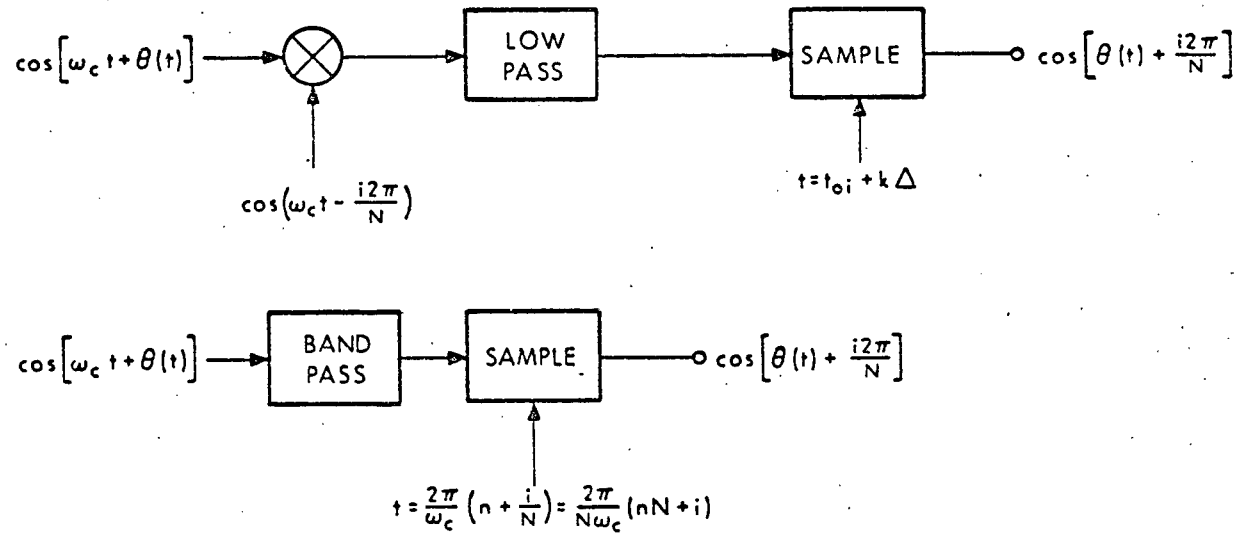 cos[ω_c t + θ(t)]
LOW PASS
SAMPLE
cos[θ(t) + i2π/N]
cos(ω_c t - i2π/N)
t = t_oi + k Δ
cos[ω_c t + θ(t)]
BAND PASS
SAMPLE
cos[θ(t) + i2π/N]
t = 2π/ω_c (n + i/N) = 2π/Nω_c (nN + i)